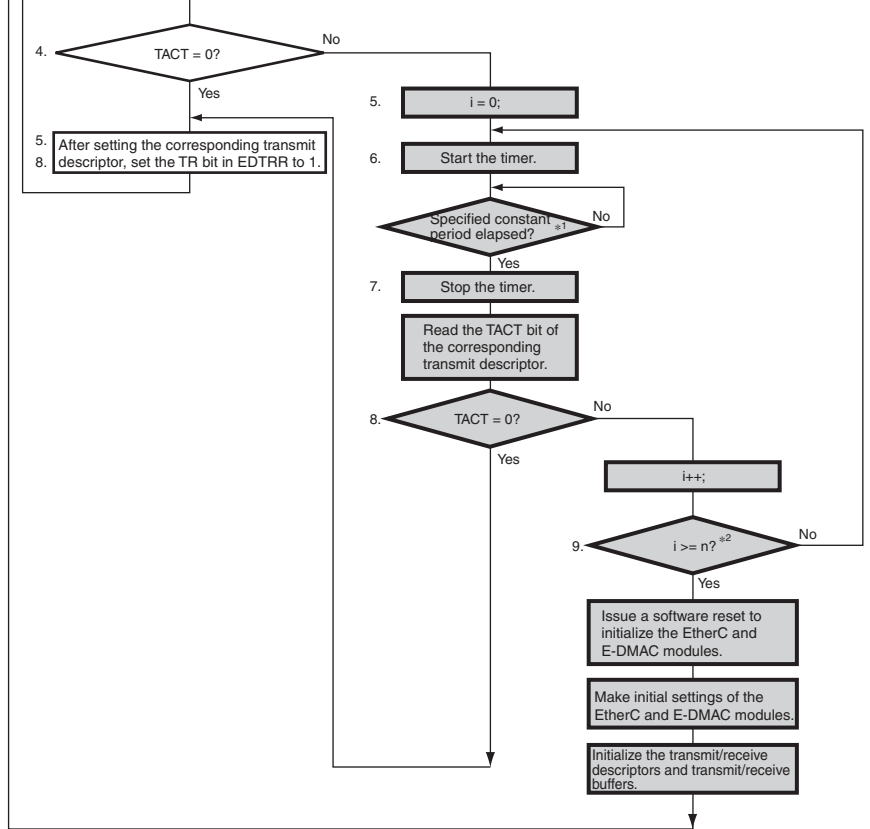 4.
TACT = 0?
No
Yes
5.
8.
After setting the corresponding transmit
descriptor, set the TR bit in EDTRR to 1.
5.
i = 0;
6.
Start the timer.
Specified constant
period elapsed? *1
No
Yes
7.
Stop the timer.
Read the TACT bit of
the corresponding
transmit descriptor.
8.
TACT = 0?
No
Yes
i++;
9.
i >= n? *2
No
Yes
Issue a software reset to
initialize the EtherC and
E-DMAC modules.
Make initial settings of the
EtherC and E-DMAC modules.
Initialize the transmit/receive
descriptors and transmit/receive
buffers.